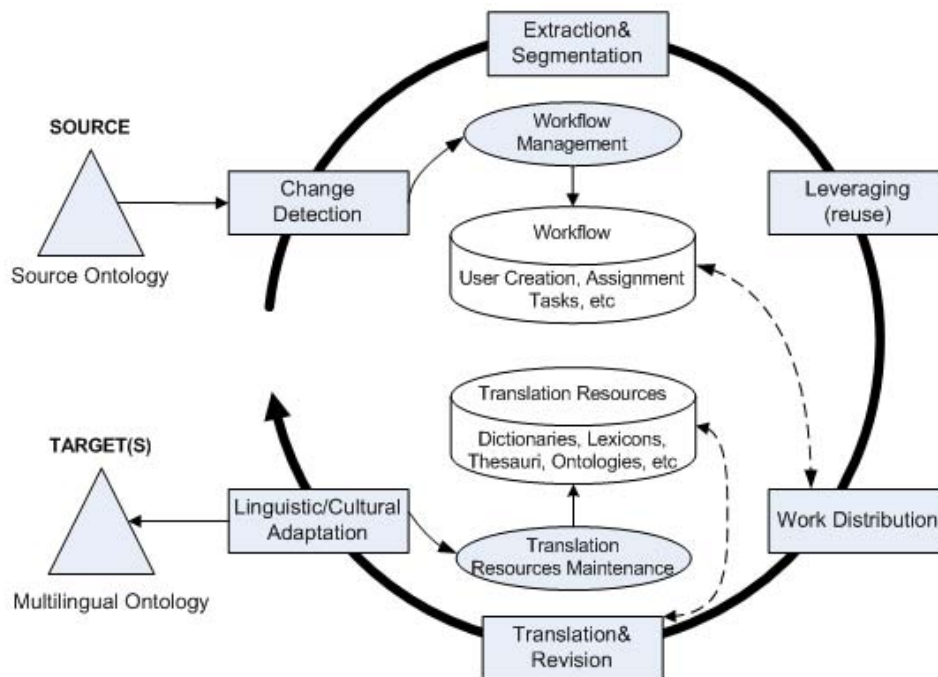 Extraction&
Segmentation
SOURCE
Workflow
Management
Change
Detection
Leveraging
(reuse)
Source Ontology
Workflow
User Creation, Assignment
Tasks, etc
Translation Resources
Dictionaries, Lexicons,
Thesauri, Ontologies, etc
TARGET(S)
Linguistic/Cultural
Adaptation
Work Distribution
Translation
Resources Maintenance
Multilingual Ontology
Translation&
Revision